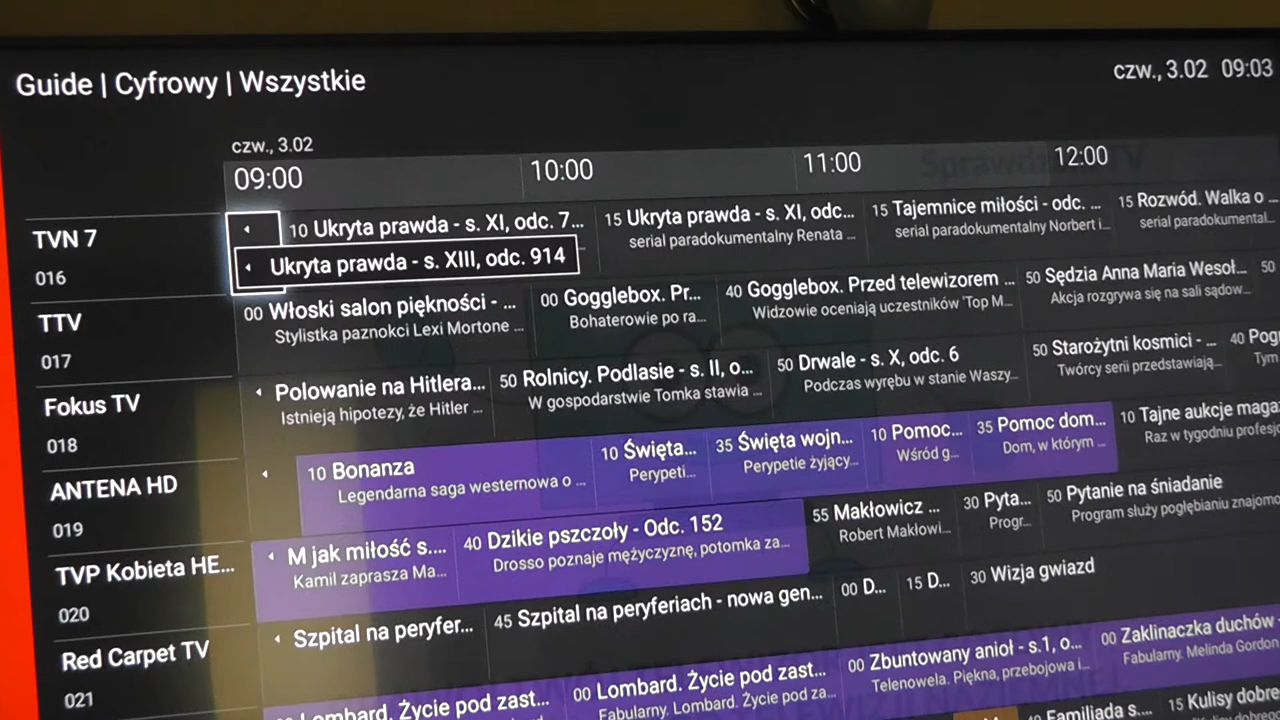 Guide | Cyfrowy | Wszystkie
czw., 3.02 09:03
czw., 3.02
09:00
10:00
11:00
12:00
TVN 7
016
10 Ukryta prawda - s. XI, odc. 7...
Ukryta prawda - s. XIII, odc. 914
15 Ukryta prawda - s. XI, odc...
serial paradokumentalny Renata ...
15 Tajemnice miłości - odc. ...
serial paradokumentalny Norbert i...
15 Rozwód. Walka o ...
serial paradokumental...
TTV
017
00 Włoski salon piękności - ...
Stylistka paznokci Lexi Mortone ...
00 Gogglebox. Pr...
Bohaterowie po ra...
40 Gogglebox. Przed telewizorem ...
Widzowie oceniają uczestników 'Top M...
50 Sędzia Anna Maria Wesoł...
Akcja rozgrywa się na sali sądow...
50
Fokus TV
018
Polowanie na Hitlera...
Istnieją hipotezy, że Hitler ...
50 Rolnicy. Podlasie - s. II, o...
W gospodarstwie Tomka stawia ...
50 Drwale - s. X, odc. 6
Podczas wyrębu w stanie Waszy...
50 Starożytni kosmici - ...
Twórcy serii przedstawiają...
40 Pog
Tym
ANTENA HD
019
10 Bonanza
Legendarna saga westernowa o ...
10 Święta...
Perypeti...
35 Święta wojn...
Perypetie żyjący...
10 Pomoc...
Wśród g...
35 Pomoc dom...
Dom, w którym ...
10 Tajne aukcje maga
Raz w tygodniu profesjo
TVP Kobieta HE...
020
M jak miłość s....
Kamil zaprasza Ma...
40 Dzikie pszczoły - Odc. 152
Drosso poznaje mężyczyznę, potomka za...
55 Makłowicz ...
Robert Makłowi...
30 Pyta...
Progr...
50 Pytanie na śniadanie
Program służy pogłębianiu znajomo
Red Carpet TV
021
Szpital na peryfer...
45 Szpital na peryferiach - nowa gen...
00 D...
15 D...
30 Wizja gwiazd
Lombard. Życie pod zast...
00 Lombard. Życie pod zast...
Fabularny. Lombard. Życie pod za...
00 Zbuntowany anioł - s.1, o...
Telenowela. Piękna, przebojowa i...
00 Zaklinaczka duchów -
Fabularny. Melinda Gordon
Familiada s....
15 Kulisy dobre